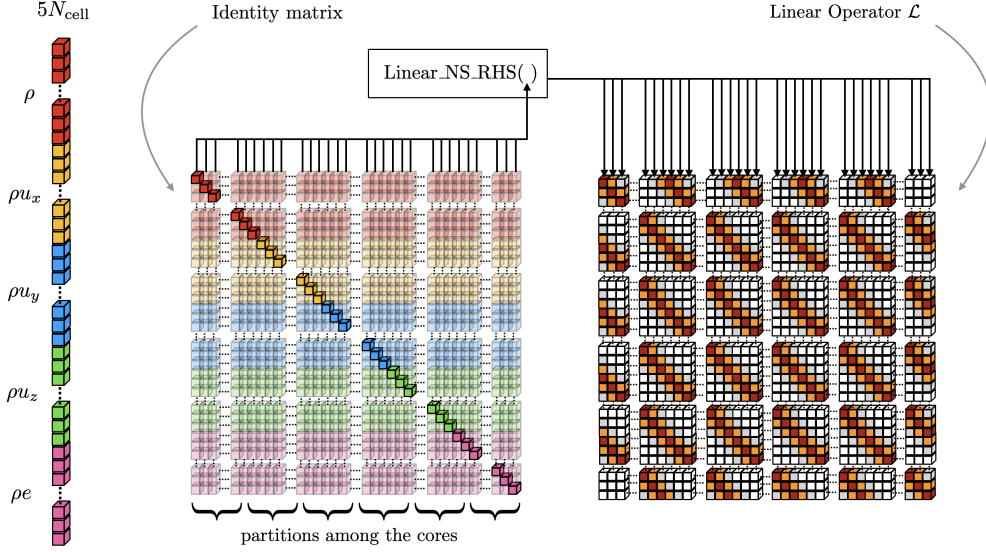 5N_cell
Identity matrix
Linear Operator ℒ
Linear_NS_RHS( )
ρ
ρu_x
ρu_y
ρu_z
ρe
partitions among the cores